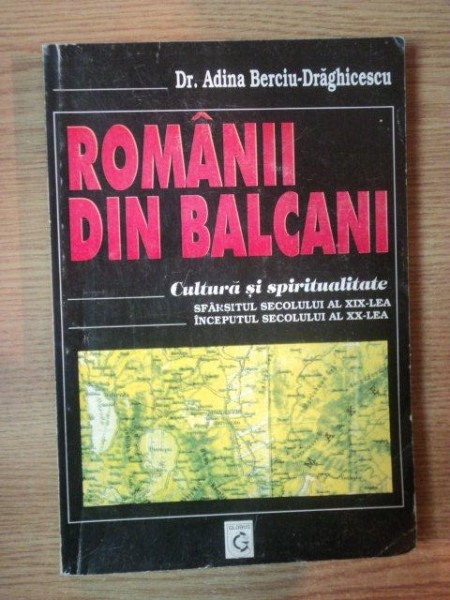 Dr. Adina Berciu-Drăghicescu
ROMÂNII
DIN BALCANI
Cultură și spiritualitate
SFÂRȘITUL SECOLULUI AL XIX-LEA
ÎNCEPUTUL SECOLULUI AL XX-LEA
GLOBUS
G